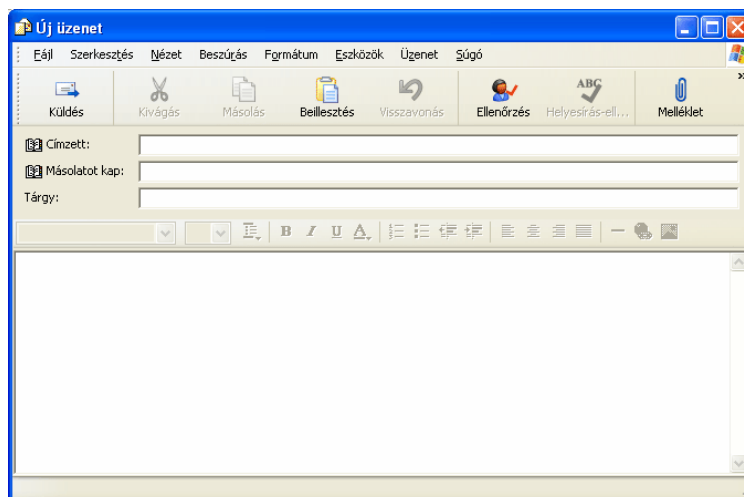 Új üzenet
Fájl Szerkesztés Nézet Beszúrás Formátum Eszközök Üzenet Súgó
Küldés Kivágás Másolás Beillesztés Visszavonás Ellenőrzés Helyesírás-ell... Melléklet
Címzett:
Másolatot kap:
Tárgy: